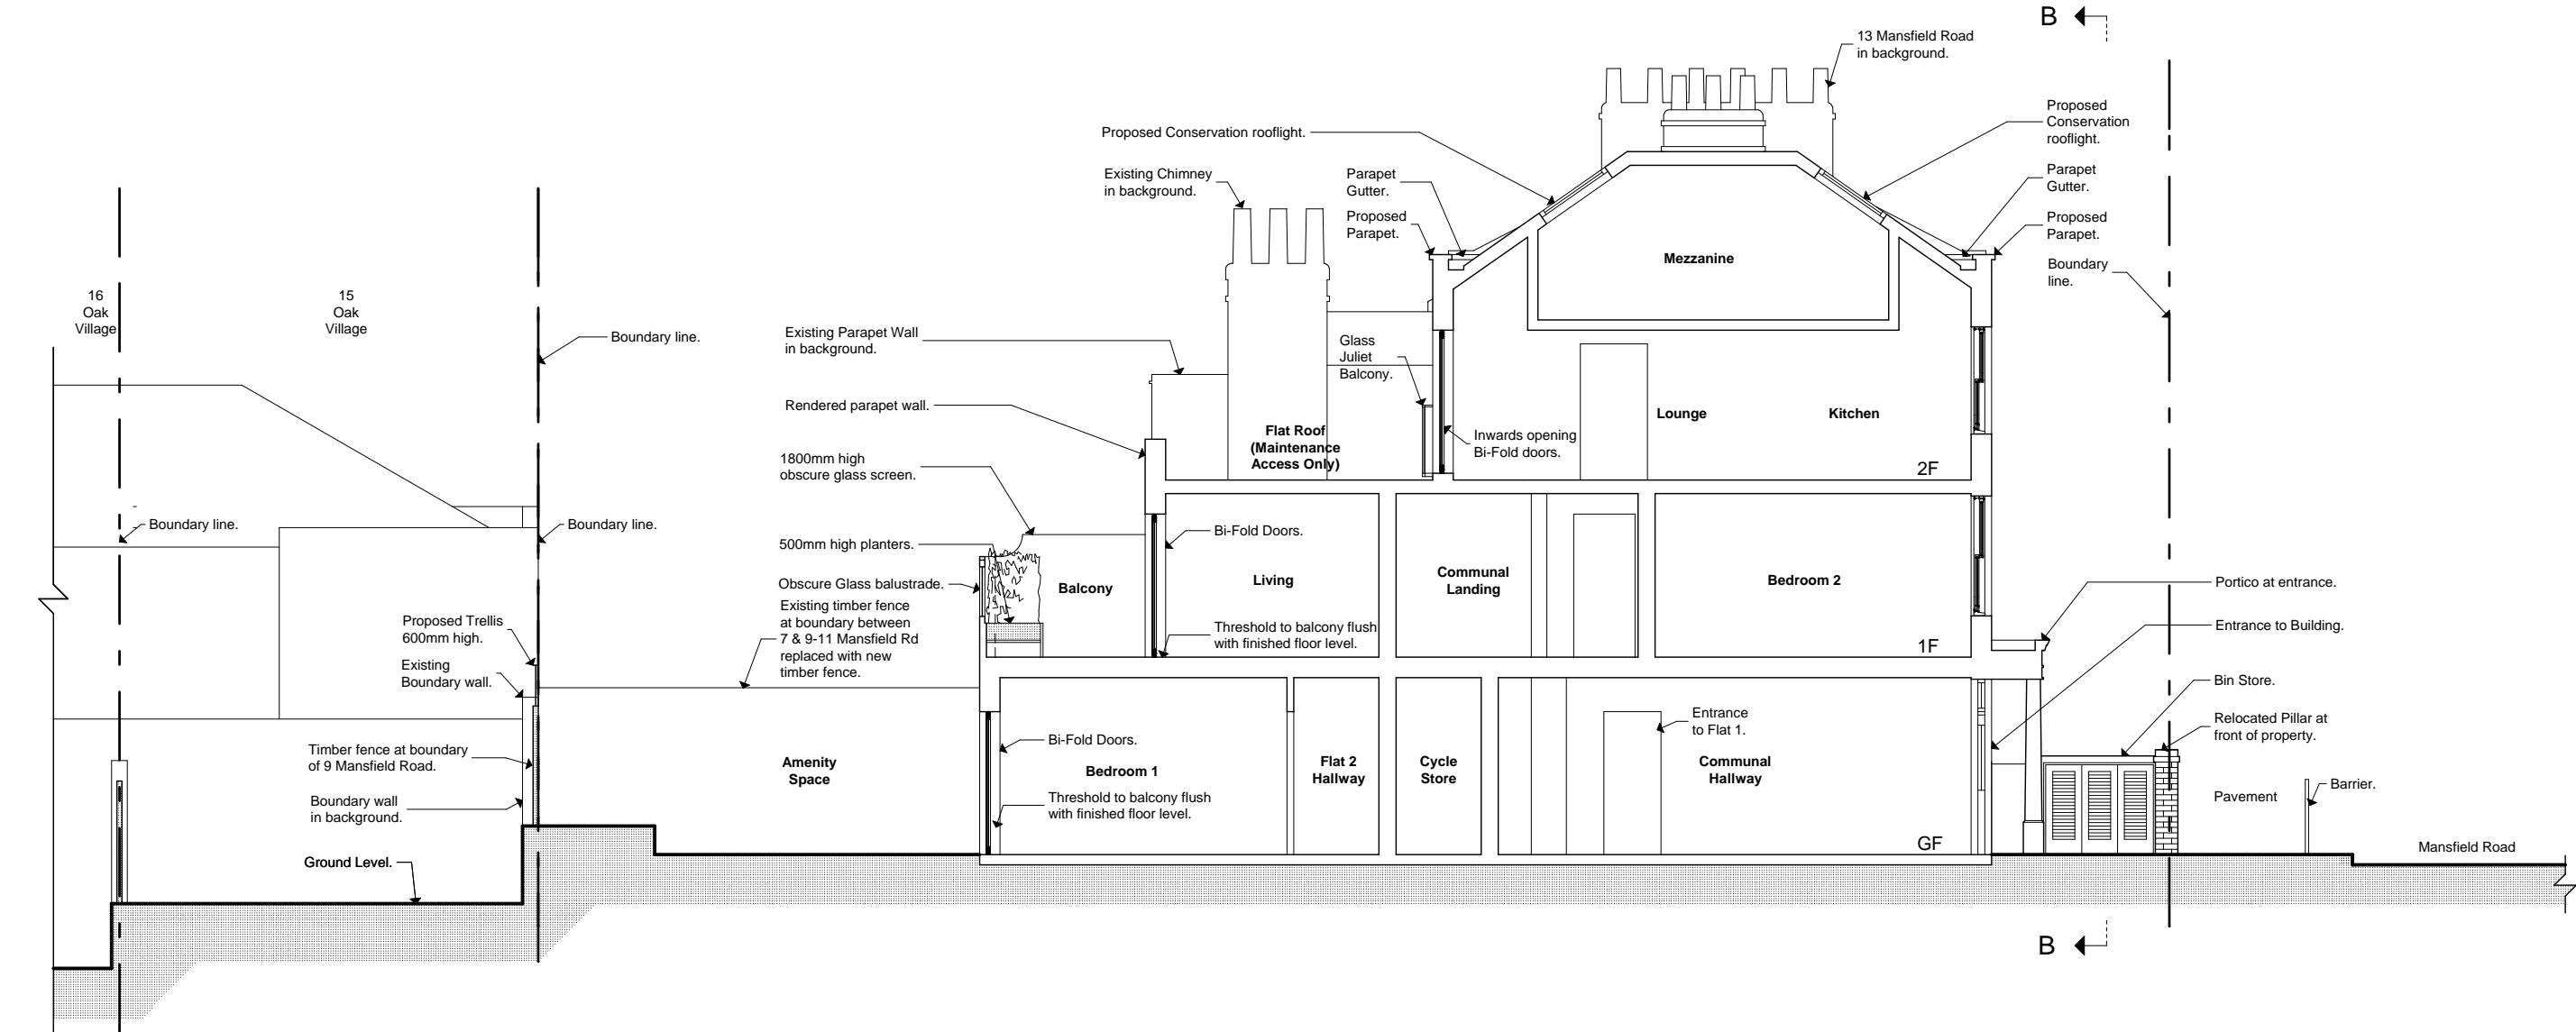 B
13 Mansfield Road
in background.
Proposed Conservation rooflight.
Proposed
Conservation
rooflight.
Existing Chimney
in background.
Parapet
Gutter.
Parapet
Gutter.
Proposed
Parapet.
Proposed
Parapet.
Mezzanine
Boundary
line.
16
Oak
Village
15
Oak
Village
Boundary line.
Existing Parapet Wall
in background.
Glass
Juliet
Balcony.
Rendered parapet wall.
Flat Roof
(Maintenance
Access Only)
Lounge
Kitchen
Inwards opening
Bi-Fold doors.
2F
1800mm high
obscure glass screen.
Boundary line.
Boundary line.
Bi-Fold Doors.
500mm high planters.
Obscure Glass balustrade.
Balcony
Living
Communal
Landing
Bedroom 2
Portico at entrance.
Existing timber fence
at boundary between
7 & 9-11 Mansfield Rd
replaced with new
timber fence.
Proposed Trellis
600mm high.
Threshold to balcony flush
with finished floor level.
1F
Entrance to Building.
Existing
Boundary wall.
Bin Store.
Entrance
to Flat 1.
Relocated Pillar at
front of property.
Timber fence at boundary
of 9 Mansfield Road.
Amenity
Space
Bi-Fold Doors.
Bedroom 1
Flat 2
Hallway
Cycle
Store
Communal
Hallway
Barrier.
Pavement
Boundary wall
in background.
Threshold to balcony flush
with finished floor level.
GF
Mansfield Road
Ground Level.
B